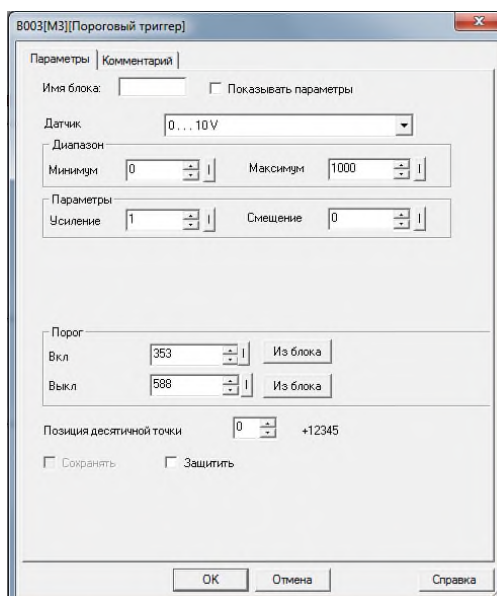 B003[M3][Пороговый триггер]
Параметры Комментарий
Имя блока: Показывать параметры
Датчик 0...10V
Диапазон
Минимум 0 Максимум 1000
Параметры
Усиление 1 Смещение 0
Порог
Вкл 353 Из блока
Выкл 588 Из блока
Позиция десятичной точки 0 +12345
Сохранять Защитить
OK Отмена Справка